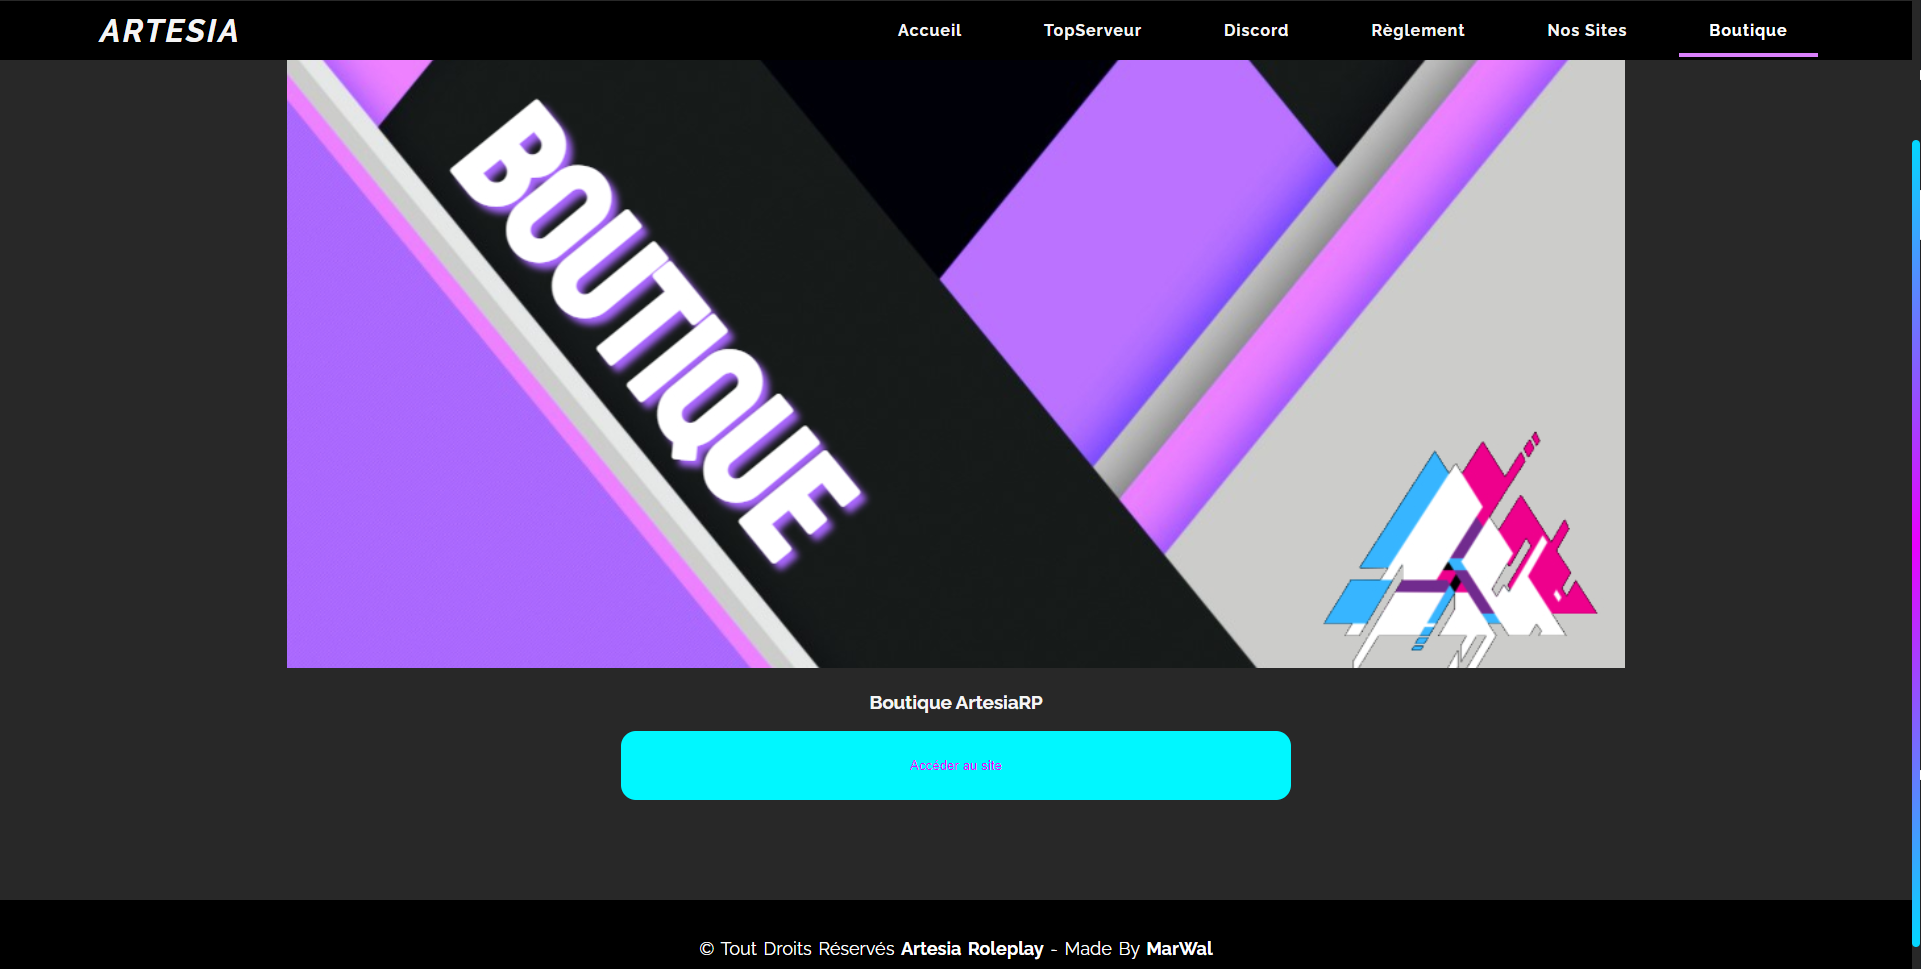 ARTESIA
Accueil TopServeur Discord Règlement Nos Sites Boutique
BOUTIQUE
Boutique ArtesiaRP
Accéder au site
© Tout Droits Réservés Artesia Roleplay - Made By MarWal